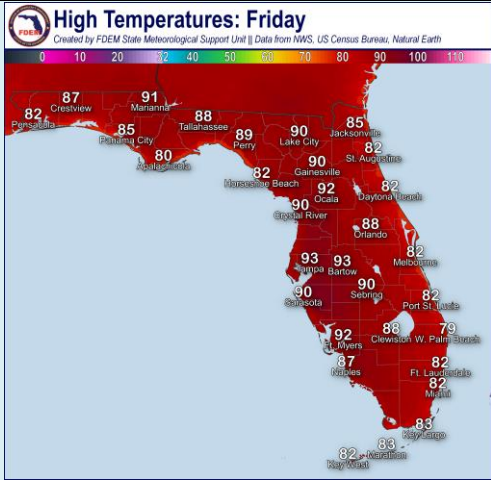 FDEM
High Temperatures: Friday
Created by FDEM State Meteorological Support Unit || Data from NWS, US Census Bureau, Natural Earth
0 10 20 32 40 50 60 70 80 90 100 110
82
Pensacola
87
Crestview
91
Marianna
85
Panama City
88
Tallahassee
80
Apalachicola
89
Perry
90
Lake City
85
Jacksonville
82
St. Augustine
90
Gainesville
82
Horseshoe Beach
92
Ocala
82
Daytona Beach
90
Crystal River
88
Orlando
82
Melbourne
93
Tampa
93
Bartow
90
Sarasota
90
Sebring
82
Port St. Lucie
92
Ft. Myers
88
Clewiston
79
W. Palm Beach
87
Naples
82
Ft. Lauderdale
82
Miami
83
Key Largo
83
Marathon
82
Key West